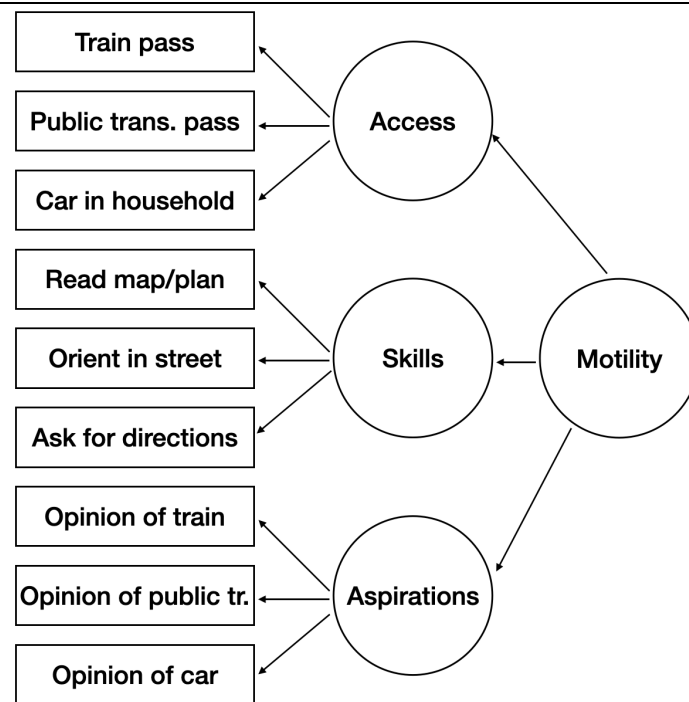 Train pass
Public trans. pass
Car in household
Read map/plan
Orient in street
Ask for directions
Opinion of train
Opinion of public tr.
Opinion of car
Access
Skills
Aspirations
Motility